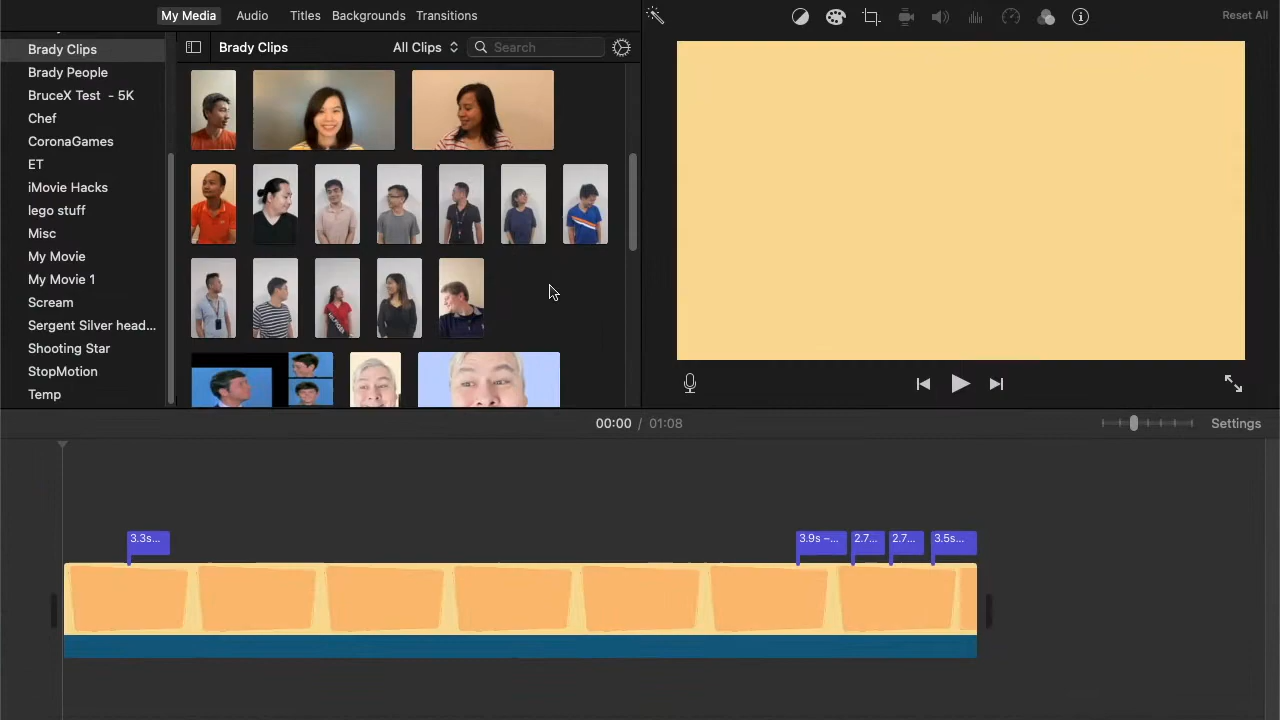 My Media Audio Titles Backgrounds Transitions
Reset All
Brady Clips
Brady People
BruceX Test - 5K
Chef
CoronaGames
ET
iMovie Hacks
lego stuff
Misc
My Movie
My Movie 1
Scream
Sergent Silver head...
Shooting Star
StopMotion
Temp
Brady Clips All Clips Search
00:00 / 01:08
Settings
3.3s... 3.9s –... 2.7... 2.7... 3.5s...